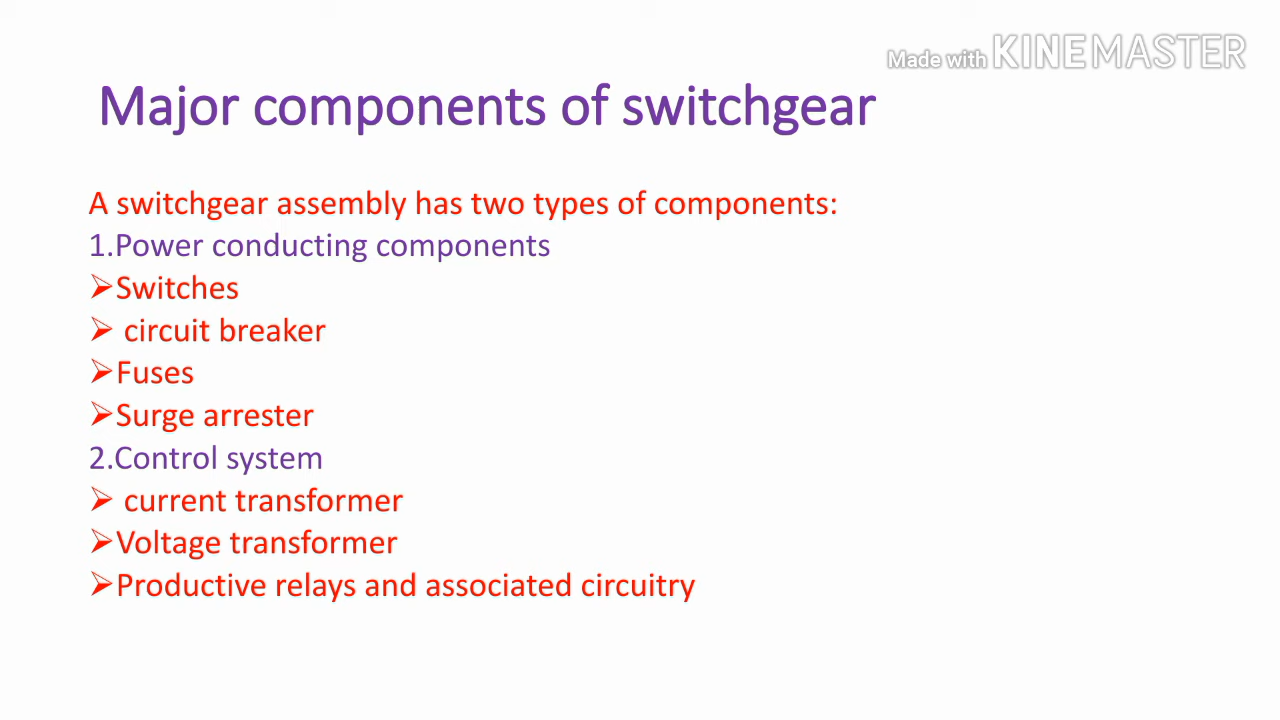 Made with KINEMASTER
Major components of switchgear
A switchgear assembly has two types of components:
1.Power conducting components
➢Switches
➢ circuit breaker
➢Fuses
➢Surge arrester
2.Control system
➢ current transformer
➢Voltage transformer
➢Productive relays and associated circuitry